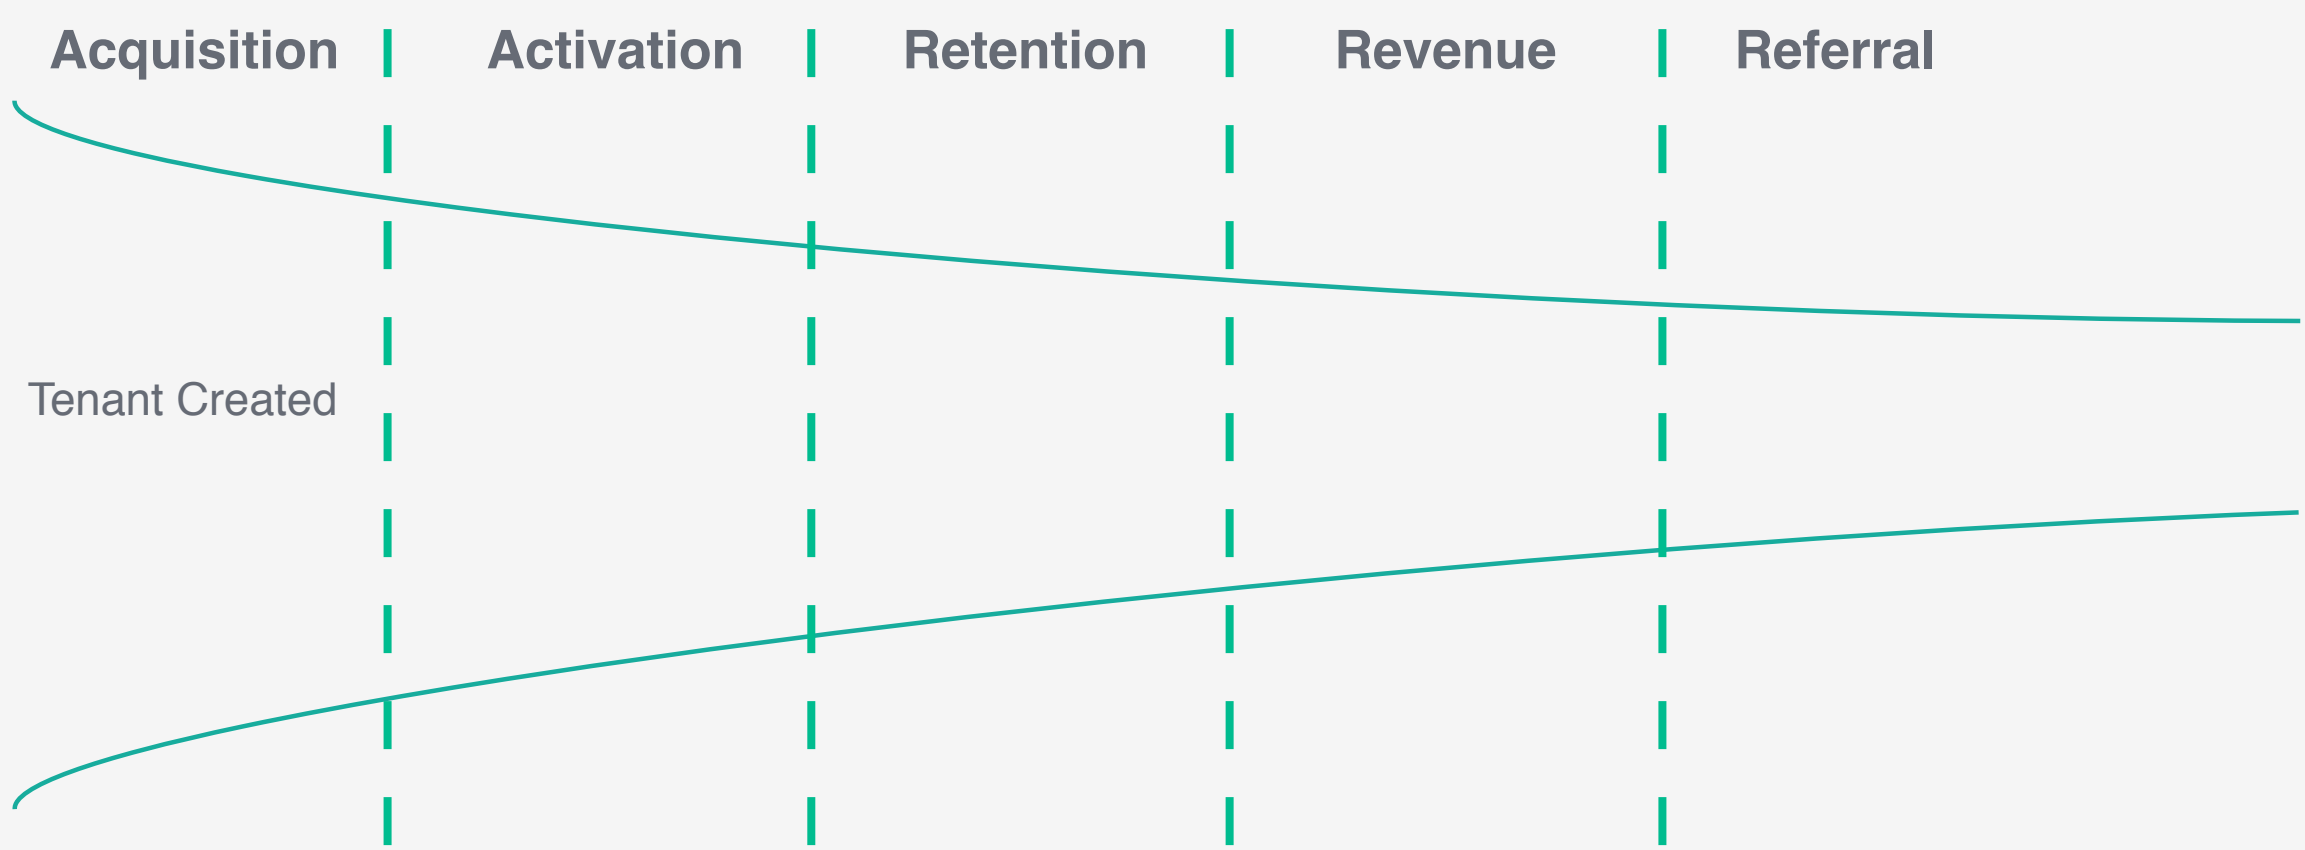 Acquisition
Activation
Retention
Revenue
Referral
Tenant Created